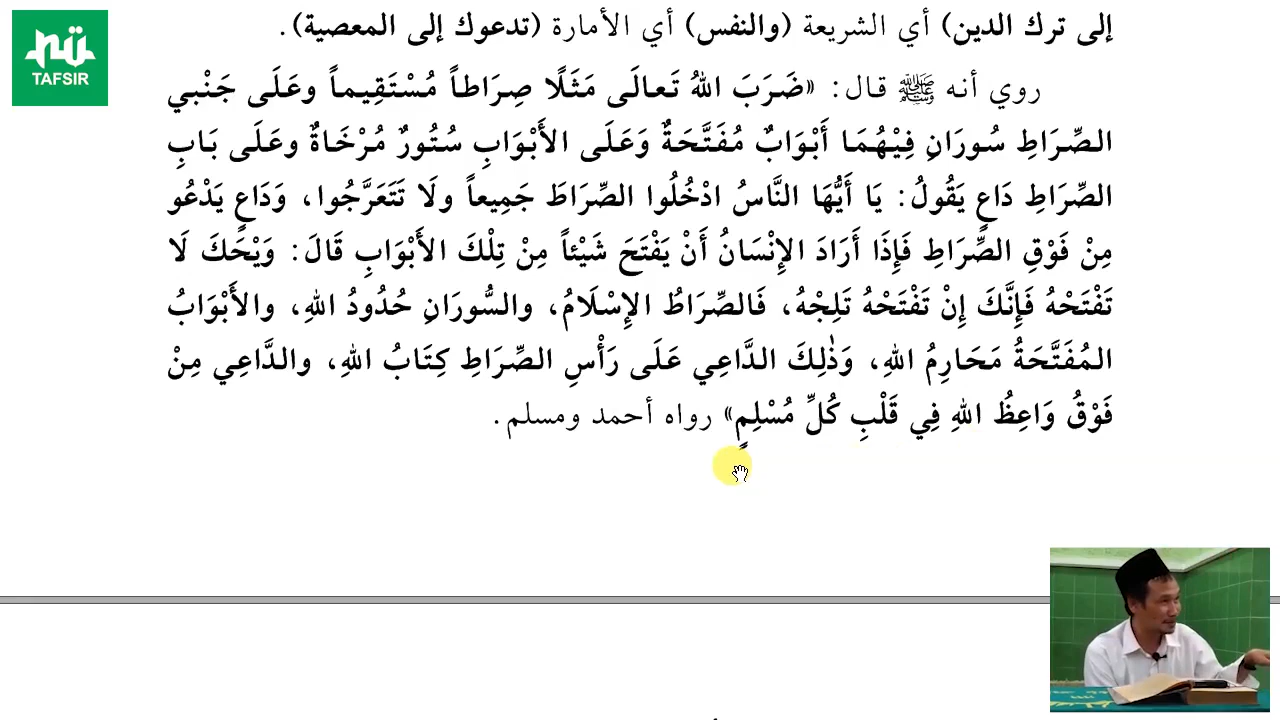 nü
TAFSIR
إلى ترك الدين) أي الشريعة (والنفس) أي الأمارة (تدعوك إلى المعصية).
روي أنه ﷺ قال: «ضَرَبَ اللهُ تَعالَى مَثَلًا صِرَاطاً مُسْتَقِيماً وعَلَى جَنْبي
الصِّرَاطِ سُورَانِ فِيْهُمَا أَبْوَابٌ مُفَتَّحَةٌ وَعَلَى الأَبْوَابِ سُتُورٌ مُرْخَاةٌ وعَلَى بَابِ
الصِّرَاطِ دَاعٍ يَقُولُ: يَا أَيُّهَا النَّاسُ ادْخُلُوا الصِّرَاطَ جَمِيعاً ولَا تَتَعَرَّجُوا، وَدَاعٍ يَدْعُو
مِنْ فَوْقِ الصِّرَاطِ فَإِذَا أَرَادَ الإِنْسَانُ أَنْ يَفْتَحَ شَيْئاً مِنْ تِلْكَ الأَبْوَابِ قَالَ: وَيْحَكَ لَا
تَفْتَحْهُ فَإِنَّكَ إِنْ تَفْتَحْهُ تَلِجْهُ، فَالصِّرَاطُ الإِسْلَامُ، والسُّورَانِ حُدُودُ اللهِ، والأَبْوَابُ
المُفَتَّحَةُ مَحَارِمُ اللهِ، وَذٰلِكَ الدَّاعِي عَلَى رَأْسِ الصِّرَاطِ كِتَابُ اللهِ، والدَّاعِي مِنْ
فَوْقُ وَاعِظُ اللهِ فِي قَلْبِ كُلِّ مُسْلِمٍ» رواه أحمد ومسلم.